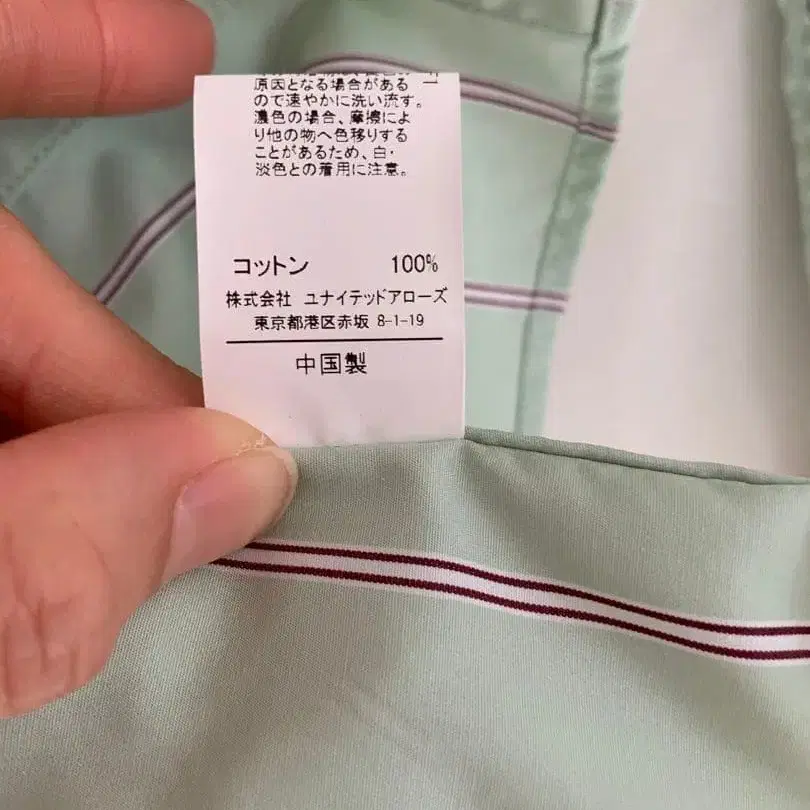 原因となる場合がある
ので速やかに洗い流す。
濃色の場合、摩擦によ
り他の物へ色移りする
ことがあるため、白・
淡色との着用に注意。
コットン 100%
株式会社 ユナイテッドアローズ
東京都港区赤坂 8-1-19
中国製